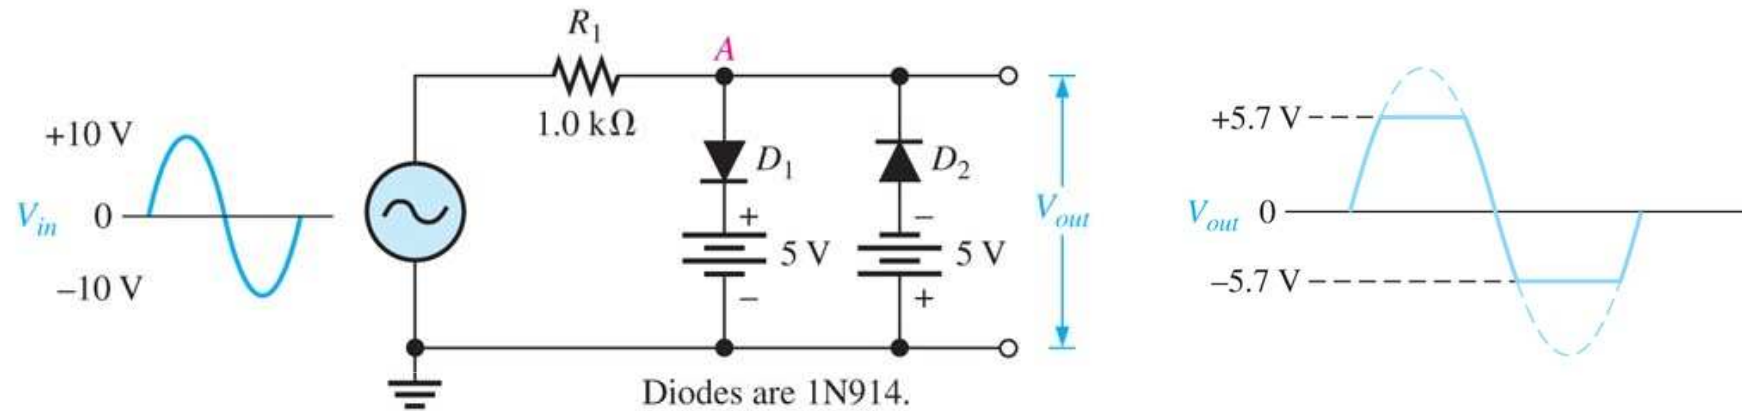 R1
A
1.0 kΩ
+10 V
Vin 0
–10 V
D1
+
5 V
–
D2
–
5 V
+
Vout
Diodes are 1N914.
+5.7 V
Vout 0
–5.7 V